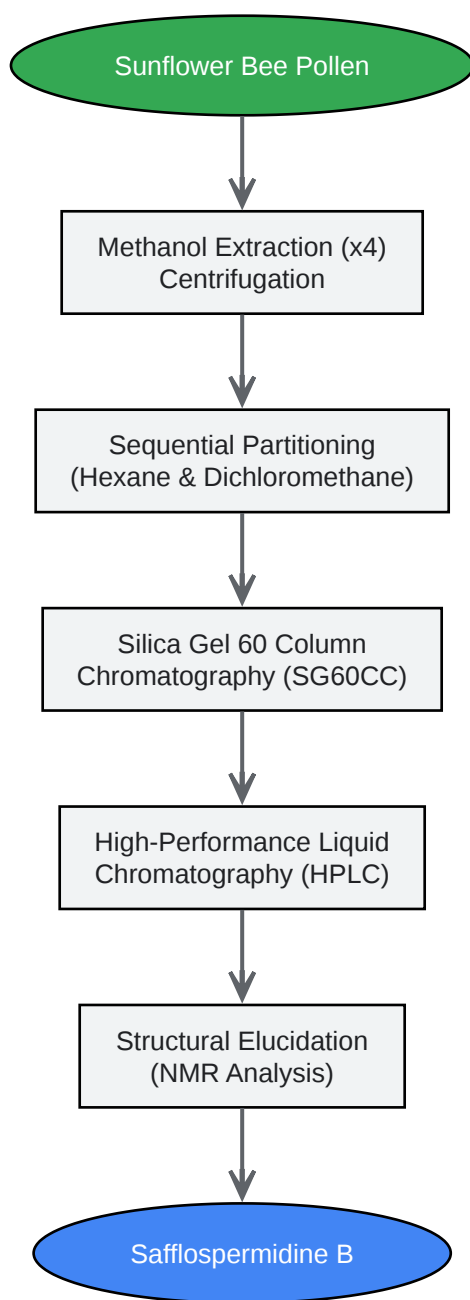 Sunflower Bee Pollen
Methanol Extraction (x4)
Centrifugation
Sequential Partitioning
(Hexane & Dichloromethane)
Silica Gel 60 Column
Chromatography (SG60CC)
High-Performance Liquid
Chromatography (HPLC)
Structural Elucidation
(NMR Analysis)
Safflospermidine B